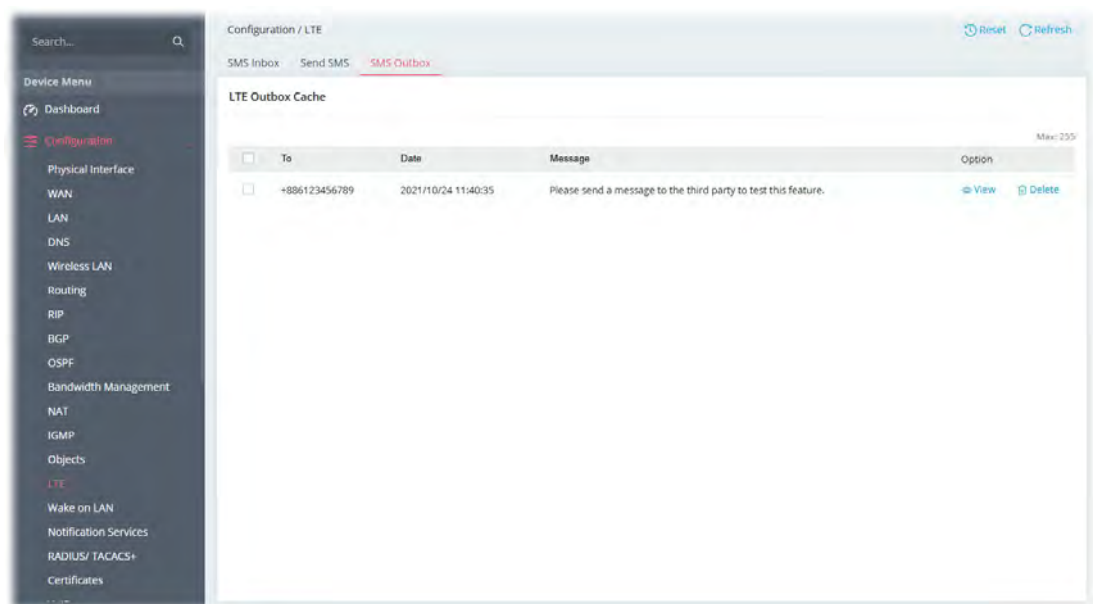 Search...
Device Menu
Dashboard
Configuration
Physical Interface
WAN
LAN
DNS
Wireless LAN
Routing
RIP
BGP
OSPF
Bandwidth Management
NAT
IGMP
Objects
LTE
Wake on LAN
Notification Services
RADIUS/ TACACS+
Certificates
Configuration / LTE
Reset Refresh
SMS Inbox Send SMS SMS Outbox
LTE Outbox Cache
Max: 255
To Date Message Option
+886123456789 2021/10/24 11:40:35 Please send a message to the third party to test this feature. View Delete